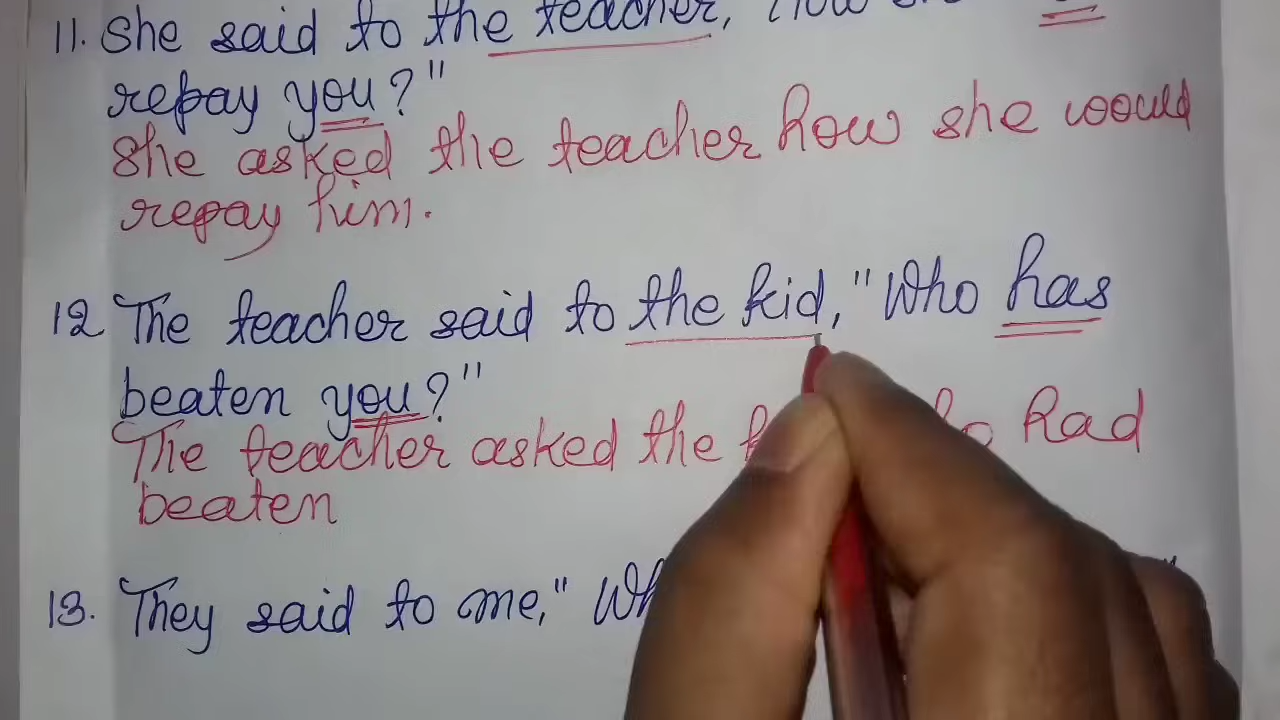 11. She said to the teacher, "How
repay you?"
She asked the teacher how she would
repay him.
12 The teacher said to the kid, "Who has
beaten you?"
The teacher asked the had
beaten
13. They said to me, "